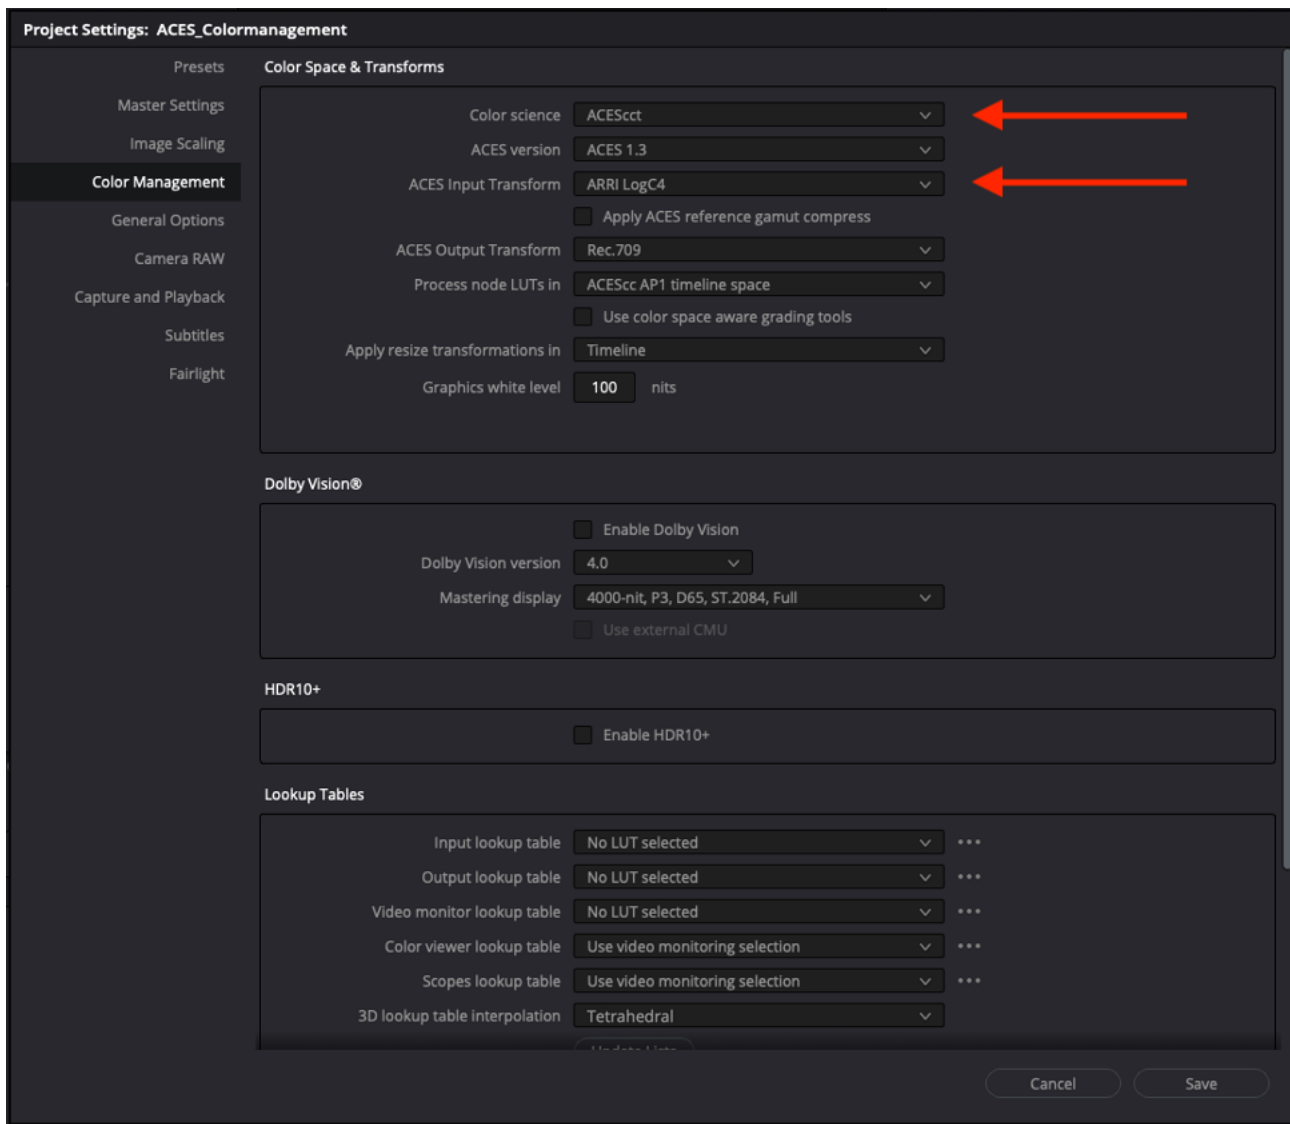 Project Settings: ACES_Colormanagement
Presets
Master Settings
Image Scaling
Color Management
General Options
Camera RAW
Capture and Playback
Subtitles
Fairlight
Color Space & Transforms
Color science ACEScct
ACES version ACES 1.3
ACES Input Transform ARRI LogC4
Apply ACES reference gamut compress
ACES Output Transform Rec.709
Process node LUTs in ACEScc AP1 timeline space
Use color space aware grading tools
Apply resize transformations in Timeline
Graphics white level 100 nits
Dolby Vision®
Enable Dolby Vision
Dolby Vision version 4.0
Mastering display 4000-nit, P3, D65, ST.2084, Full
Use external CMU
HDR10+
Enable HDR10+
Lookup Tables
Input lookup table No LUT selected
Output lookup table No LUT selected
Video monitor lookup table No LUT selected
Color viewer lookup table Use video monitoring selection
Scopes lookup table Use video monitoring selection
3D lookup table interpolation Tetrahedral
Update Lists
Cancel
Save